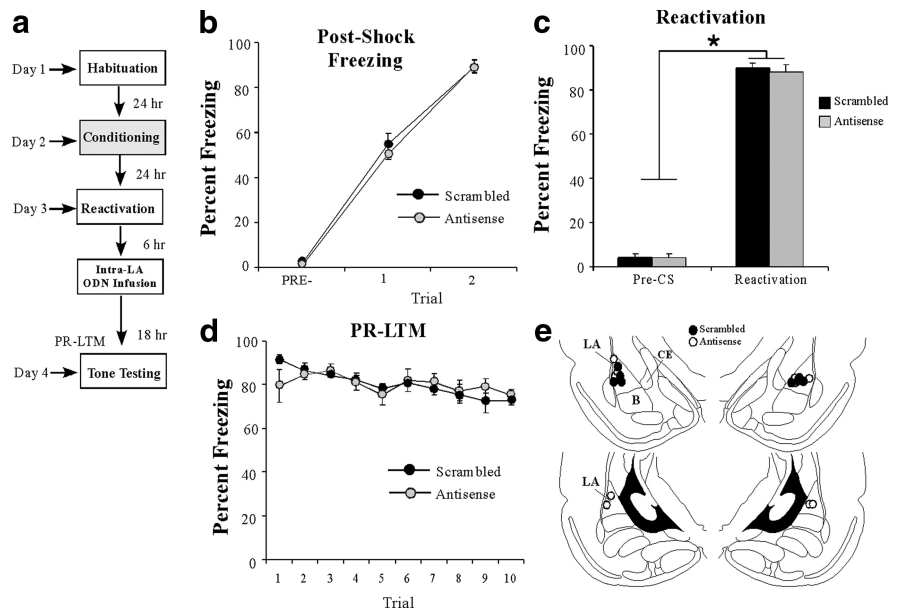 a
Day 1
Habituation
24 hr
Day 2
Conditioning
24 hr
Day 3
Reactivation
6 hr
Intra-LA
ODN Infusion
PR-LTM
18 hr
Day 4
Tone Testing
b
Post-Shock
Freezing
Percent Freezing
100
80
60
40
20
0
Scrambled
Antisense
PRE-
1
2
Trial
c
Reactivation
*
Percent Freezing
100
80
60
40
20
0
Scrambled
Antisense
Pre-CS
Reactivation
d
PR-LTM
Percent Freezing
100
80
60
40
20
0
Scrambled
Antisense
1 2 3 4 5 6 7 8 9 10
Trial
e
Scrambled
Antisense
LA
CE
B
LA